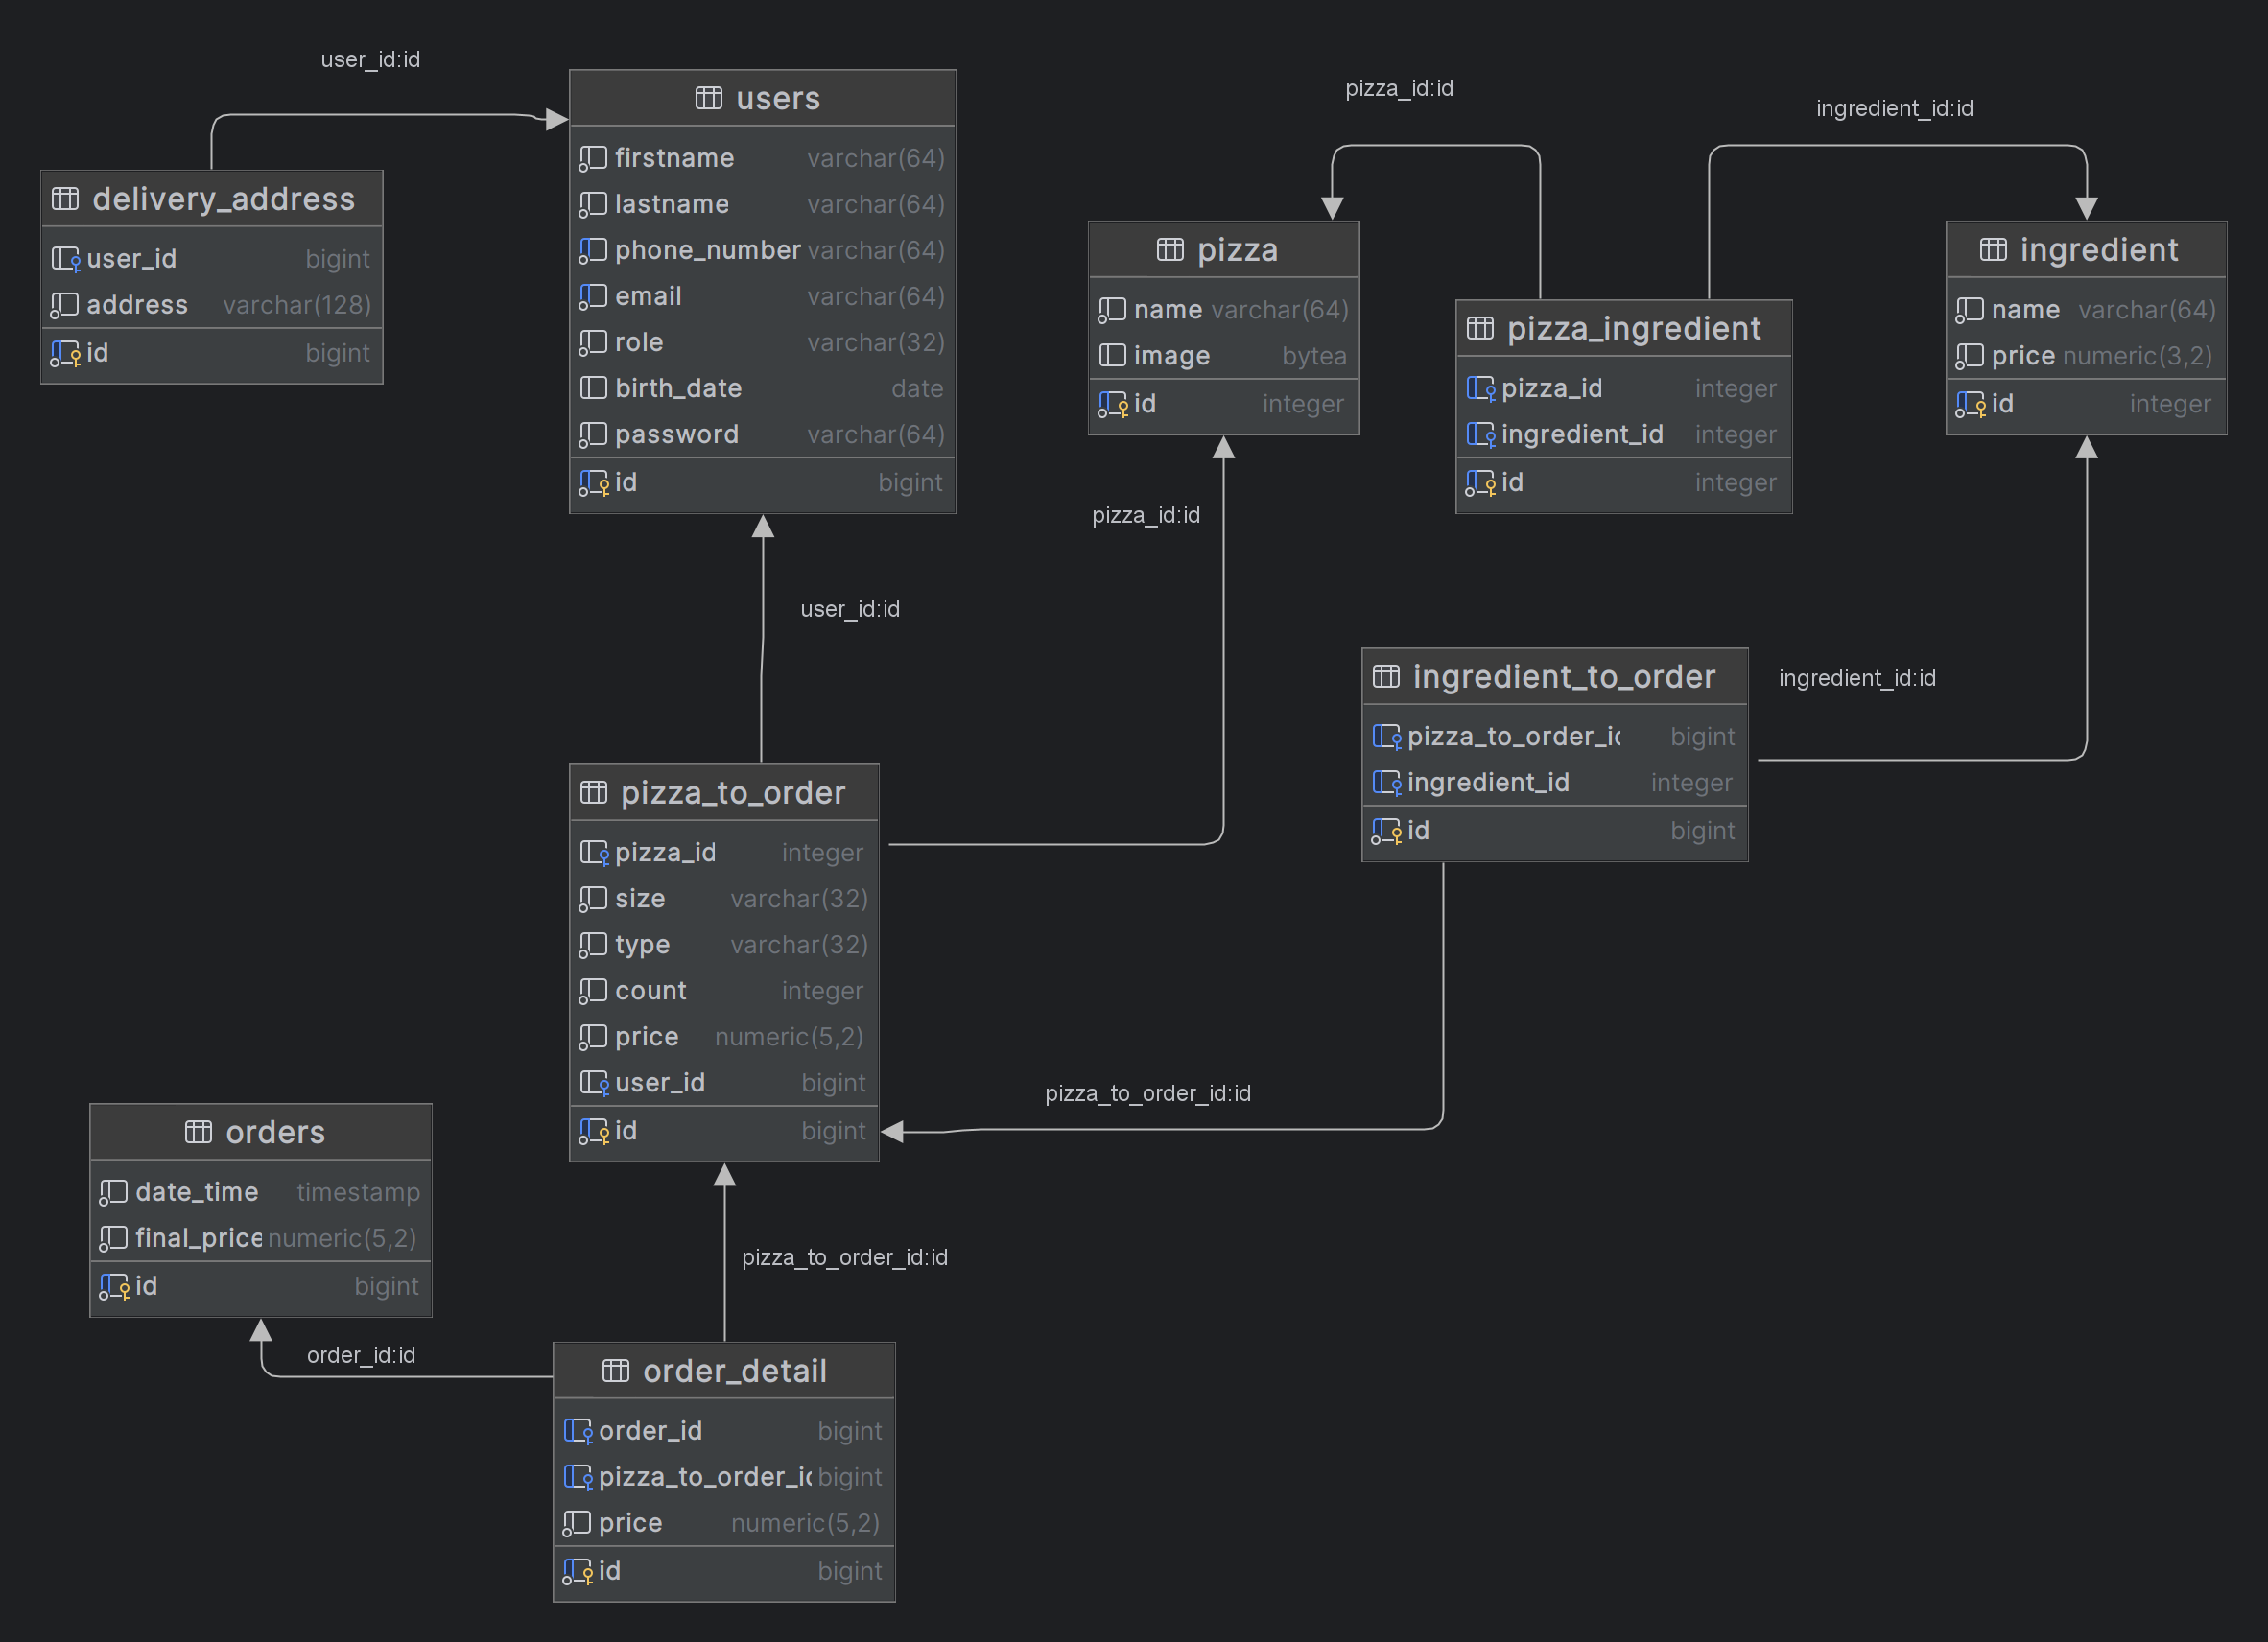 user_id:id
delivery_address
user_id bigint
address varchar(128)
id bigint
users
firstname varchar(64)
lastname varchar(64)
phone_number varchar(64)
email varchar(64)
role varchar(32)
birth_date date
password varchar(64)
id bigint
pizza_id:id
ingredient_id:id
pizza
name varchar(64)
image bytea
id integer
pizza_ingredient
pizza_id integer
ingredient_id integer
id integer
ingredient
name varchar(64)
price numeric(3,2)
id integer
pizza_id:id
user_id:id
ingredient_to_order
pizza_to_order_id bigint
ingredient_id integer
id bigint
ingredient_id:id
pizza_to_order
pizza_id integer
size varchar(32)
type varchar(32)
count integer
price numeric(5,2)
user_id bigint
id bigint
pizza_to_order_id:id
orders
date_time timestamp
final_price numeric(5,2)
id bigint
pizza_to_order_id:id
order_id:id
order_detail
order_id bigint
pizza_to_order_id bigint
price numeric(5,2)
id bigint